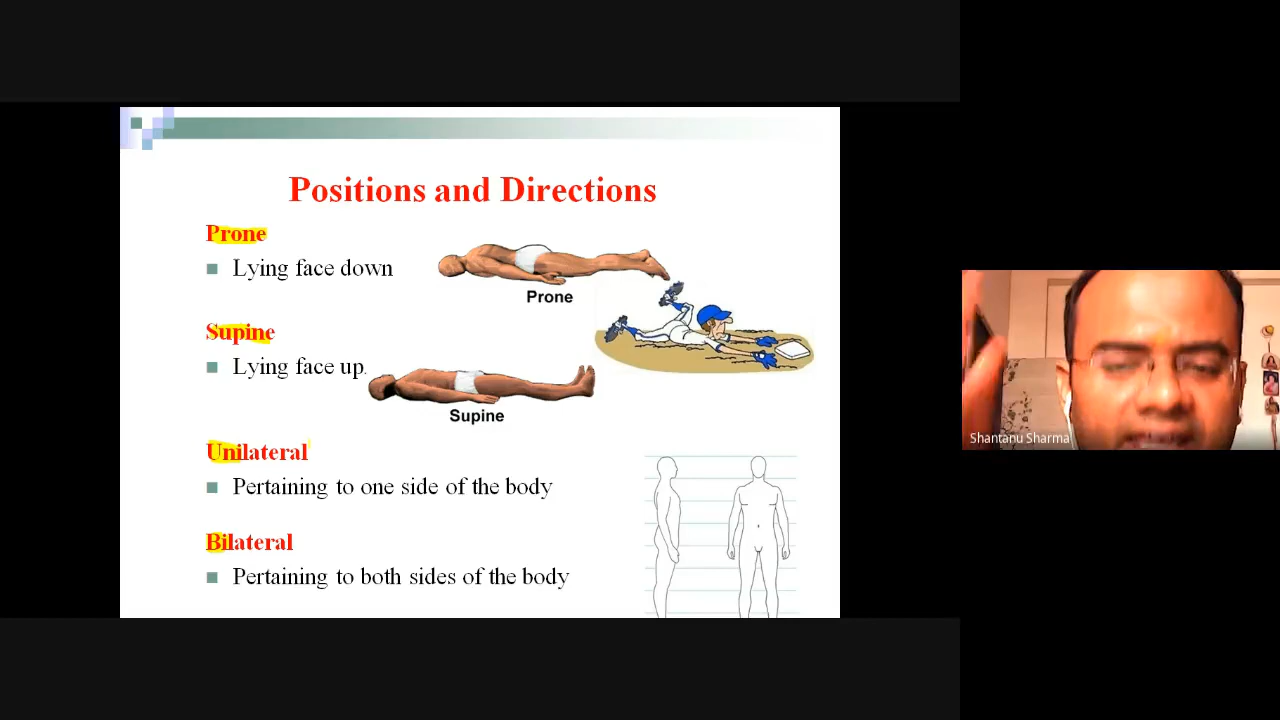 Positions and Directions
Prone
Lying face down
Prone
Supine
Lying face up.
Supine
Unilateral
Pertaining to one side of the body
Bilateral
Pertaining to both sides of the body
Shantanu Sharma